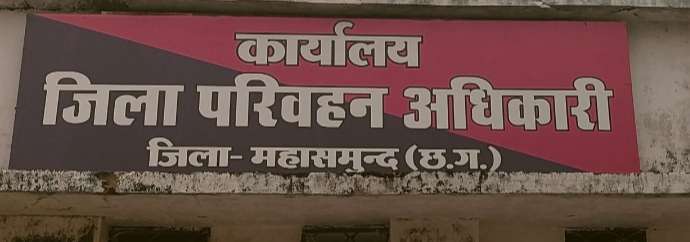 कार्यालय
जिला परिवहन अधिकारी
जिला- महासमुन्द (छ.ग.)